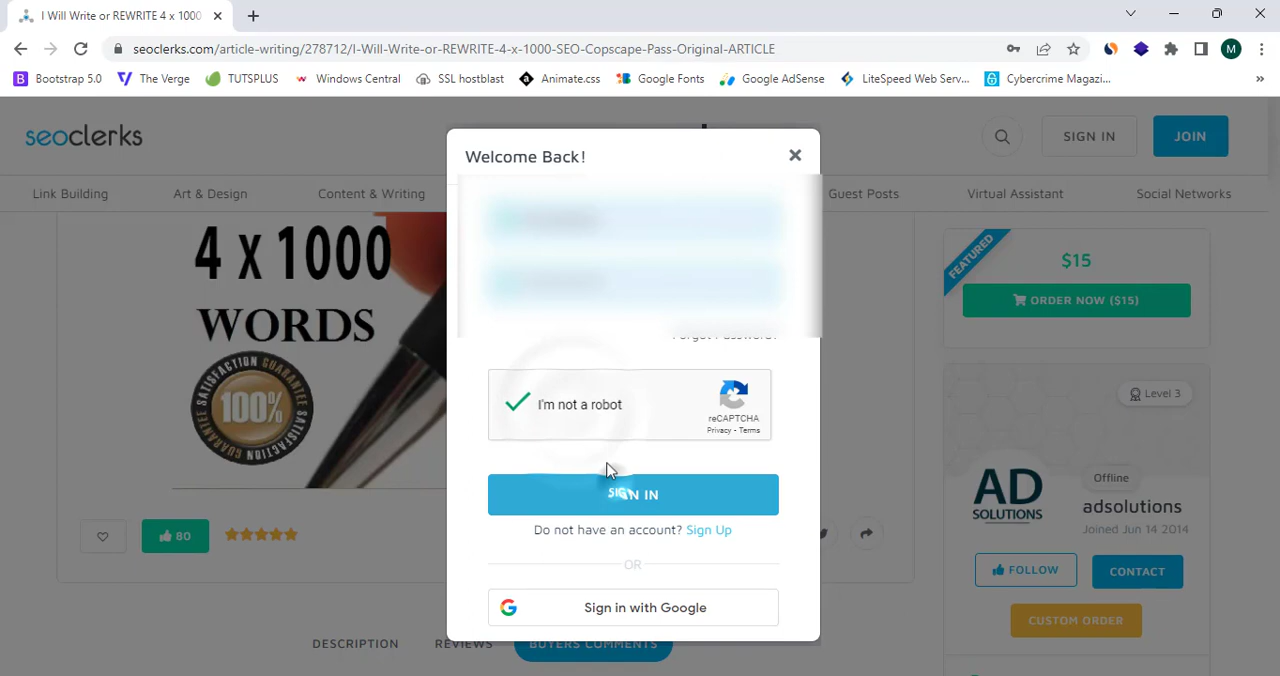 I Will Write or REWRITE 4 x 1000
seoclerks.com/article-writing/278712/I-Will-Write-or-REWRITE-4-x-1000-SEO-Copscape-Pass-Original-ARTICLE
M
B Bootstrap 5.0 The Verge TUTSPLUS Windows Central SSL hostblast Animate.css Google Fonts Google AdSense LiteSpeed Web Serv... Cybercrime Magazi... »
seoclerks
SIGN IN
JOIN
Link Building Art & Design Content & Writing Guest Posts Virtual Assistant Social Networks
Welcome Back!
Forgot Password?
I'm not a robot
reCAPTCHA
Privacy - Terms
SIGN IN
Do not have an account? Sign Up
OR
Sign in with Google
4 x 1000
WORDS
SATISFACTION GUARANTEE
100%
80
DESCRIPTION REVIEWS BUYERS COMMENTS
FEATURED
$15
ORDER NOW ($15)
Level 3
AD
SOLUTIONS
Offline
adsolutions
Joined Jun 14 2014
FOLLOW
CONTACT
CUSTOM ORDER